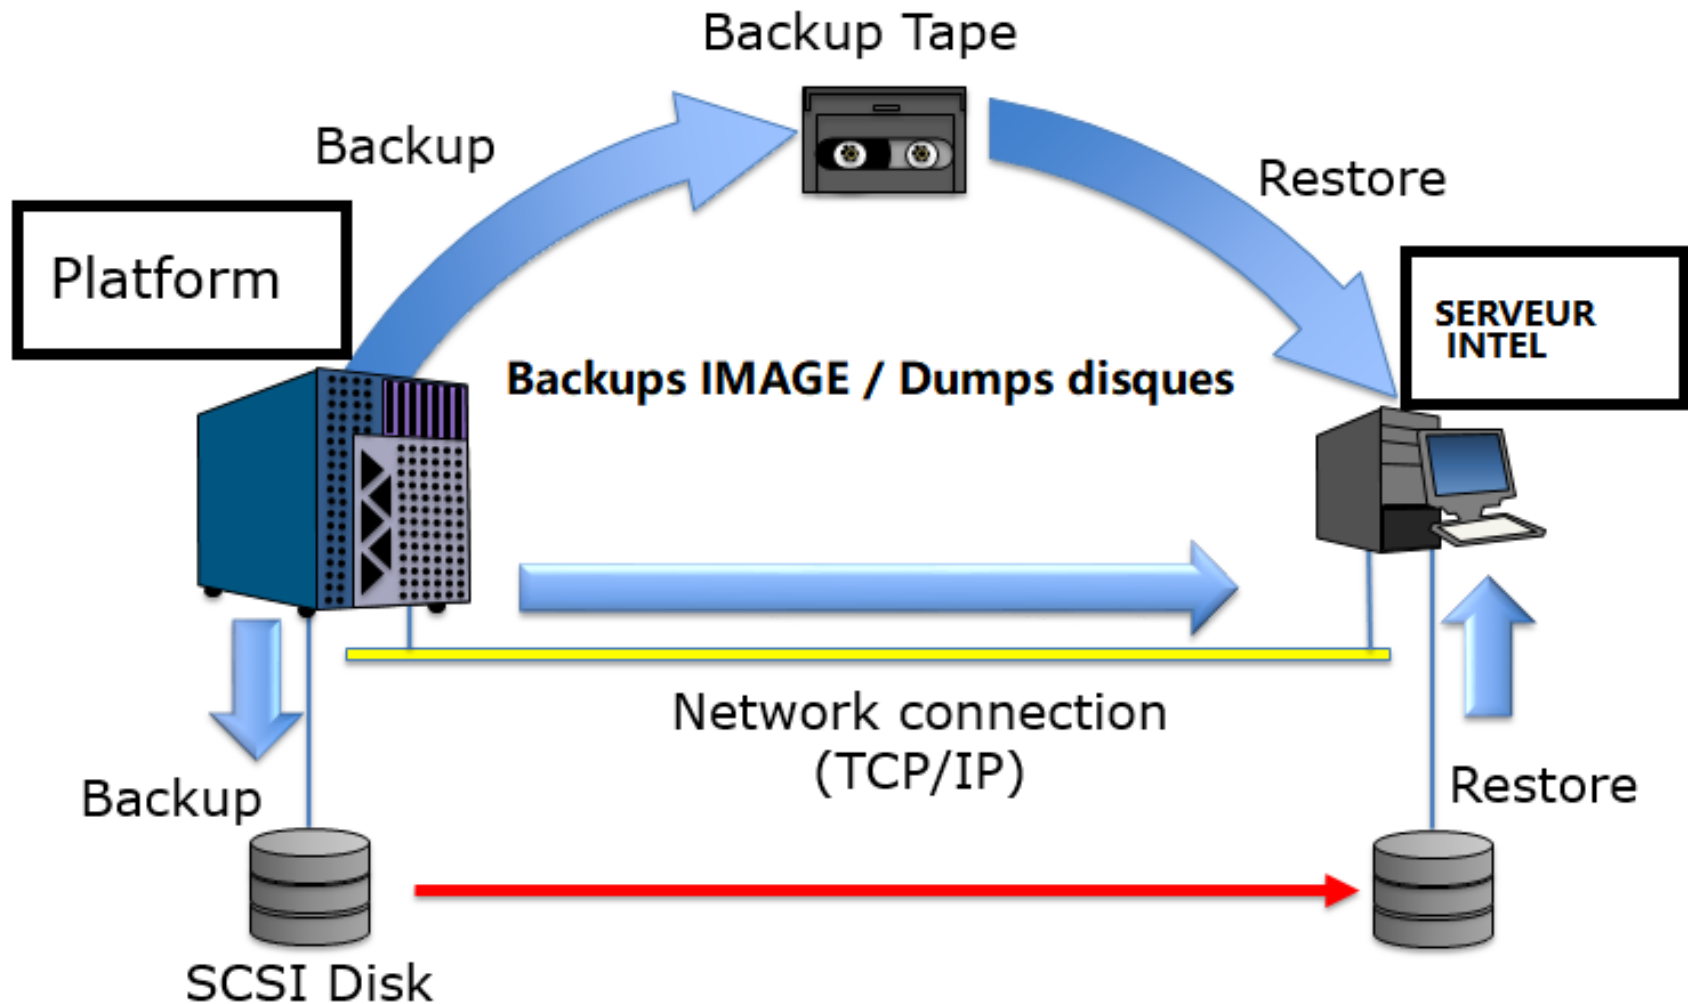 Backup Tape
Backup
Restore
Platform
SERVEUR
INTEL
Backups IMAGE / Dumps disques
Network connection
(TCP/IP)
Backup
Restore
SCSI Disk